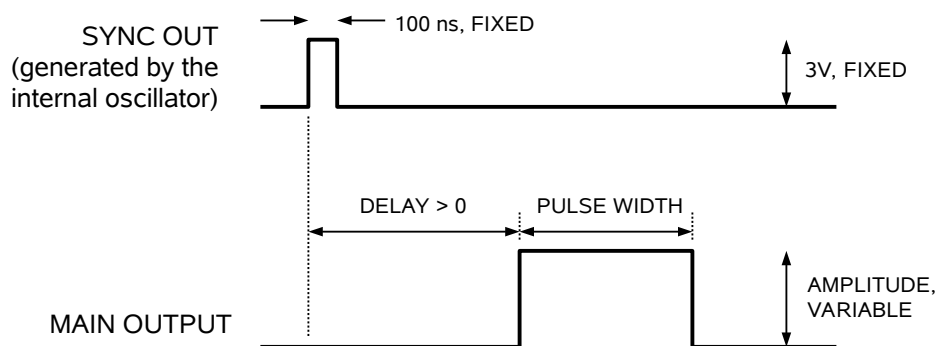 100 ns, FIXED
SYNC OUT
(generated by the
internal oscillator)
3V, FIXED
DELAY > 0
PULSE WIDTH
AMPLITUDE,
VARIABLE
MAIN OUTPUT